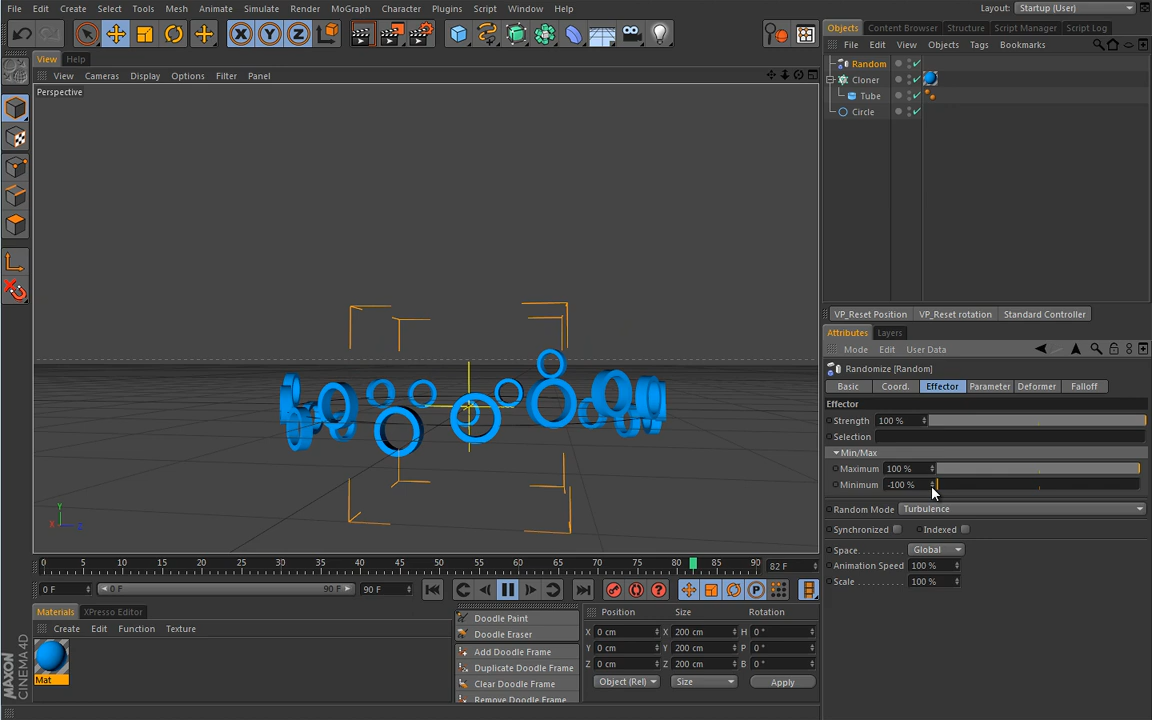 File Edit Create Select Tools Mesh Snap Animate Simulate Render MoGraph Character Plugins Script Window Help
Layout: Startup (User)
Objects Content Browser Structure Script Manager Script Log
File Edit View Objects Tags Bookmarks
View Help
View Cameras Display Options Filter Panel
Perspective
Random
Cloner
Tube
Circle
X Y Z
VP_Reset Position VP_Reset rotation Standard Controller
Attributes Layers
Mode Edit User Data
Randomize [Random]
Basic Coord. Effector Parameter Deformer Falloff
Effector
Strength 100 %
Selection
Min/Max
Maximum 100 %
Minimum -100 %
Random Mode Turbulence
Synchronized Indexed
Space Global
Animation Speed 100 %
Scale 100 %
Y
X Z
0 5 10 15 20 25 30 35 40 45 50 55 60 65 70 75 80 85 90 82 F
0 F 0 F 90 F 90 F
P
Materials XPresso Editor
Create Edit Function Texture
Mat
MAXON CINEMA 4D
Doodle Paint
Doodle Eraser
Add Doodle Frame
Duplicate Doodle Frame
Clear Doodle Frame
Remove Doodle Frame
Position Size Rotation
X 0 cm X 200 cm H 0 °
Y 0 cm Y 200 cm P 0 °
Z 0 cm Z 200 cm B 0 °
Object (Rel) Size Apply